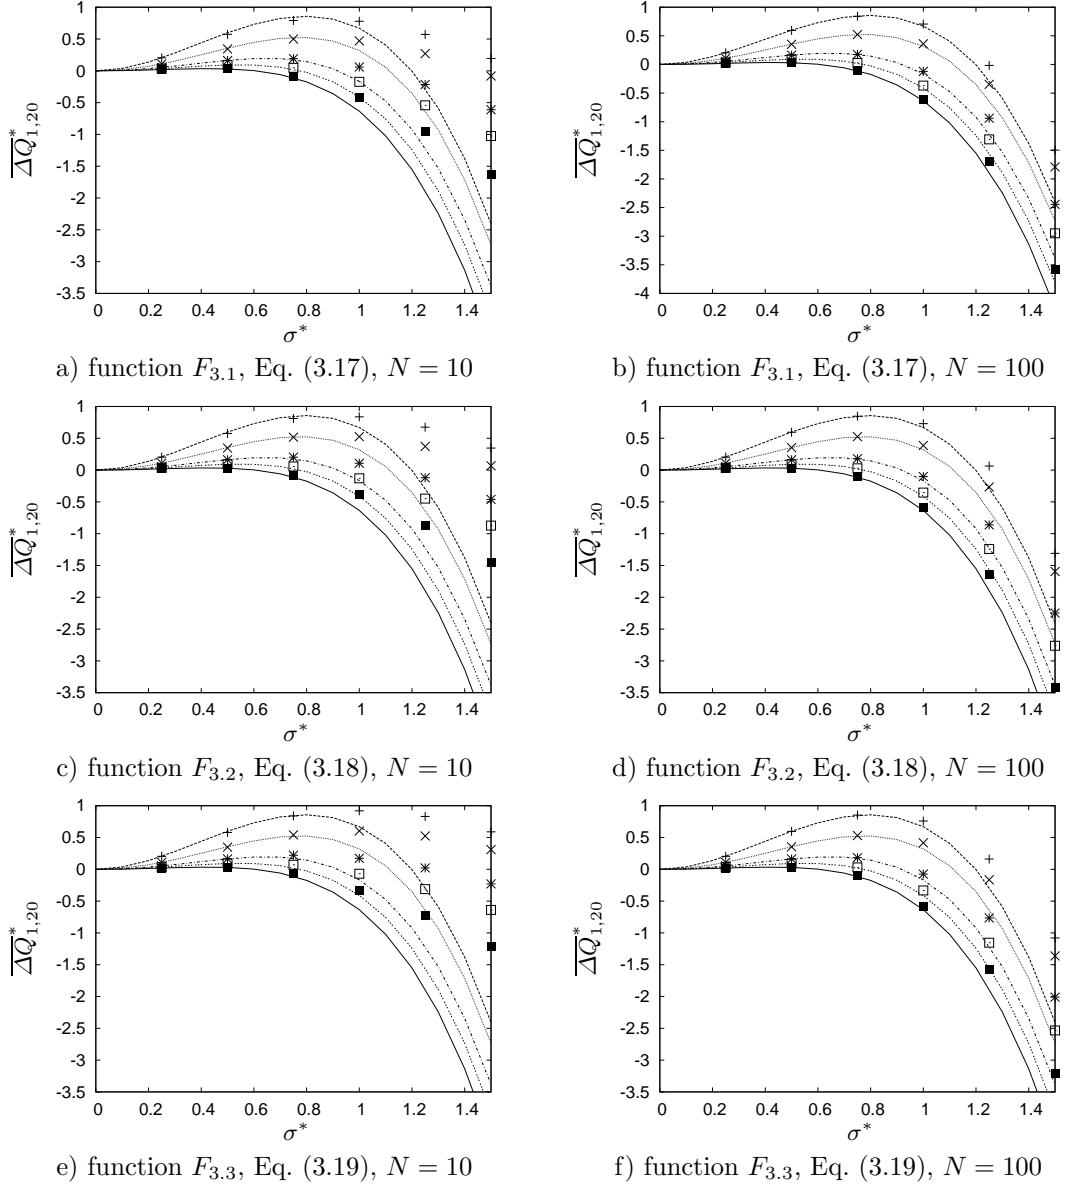 1
0.5
0
-0.5
-1
-1.5
-2
-2.5
-3
-3.5
0 0.2 0.4 0.6 0.8 1 1.2 1.4
ΔQ*1,20
σ*
a) function F3.1, Eq. (3.17), N = 10
1.5
1
0.5
0
-0.5
-1
-1.5
-2
-2.5
-3
-3.5
-4
0 0.2 0.4 0.6 0.8 1 1.2 1.4
ΔQ*1,20
σ*
b) function F3.1, Eq. (3.17), N = 100
1
0.5
0
-0.5
-1
-1.5
-2
-2.5
-3
-3.5
0 0.2 0.4 0.6 0.8 1 1.2 1.4
ΔQ*1,20
σ*
c) function F3.2, Eq. (3.18), N = 10
1
0.5
0
-0.5
-1
-1.5
-2
-2.5
-3
-3.5
0 0.2 0.4 0.6 0.8 1 1.2 1.4
ΔQ*1,20
σ*
d) function F3.2, Eq. (3.18), N = 100
1
0.5
0
-0.5
-1
-1.5
-2
-2.5
-3
-3.5
0 0.2 0.4 0.6 0.8 1 1.2 1.4
ΔQ*1,20
σ*
e) function F3.3, Eq. (3.19), N = 10
1
0.5
0
-0.5
-1
-1.5
-2
-2.5
-3
-3.5
0 0.2 0.4 0.6 0.8 1 1.2 1.4
ΔQ*1,20
σ*
f) function F3.3, Eq. (3.19), N = 100